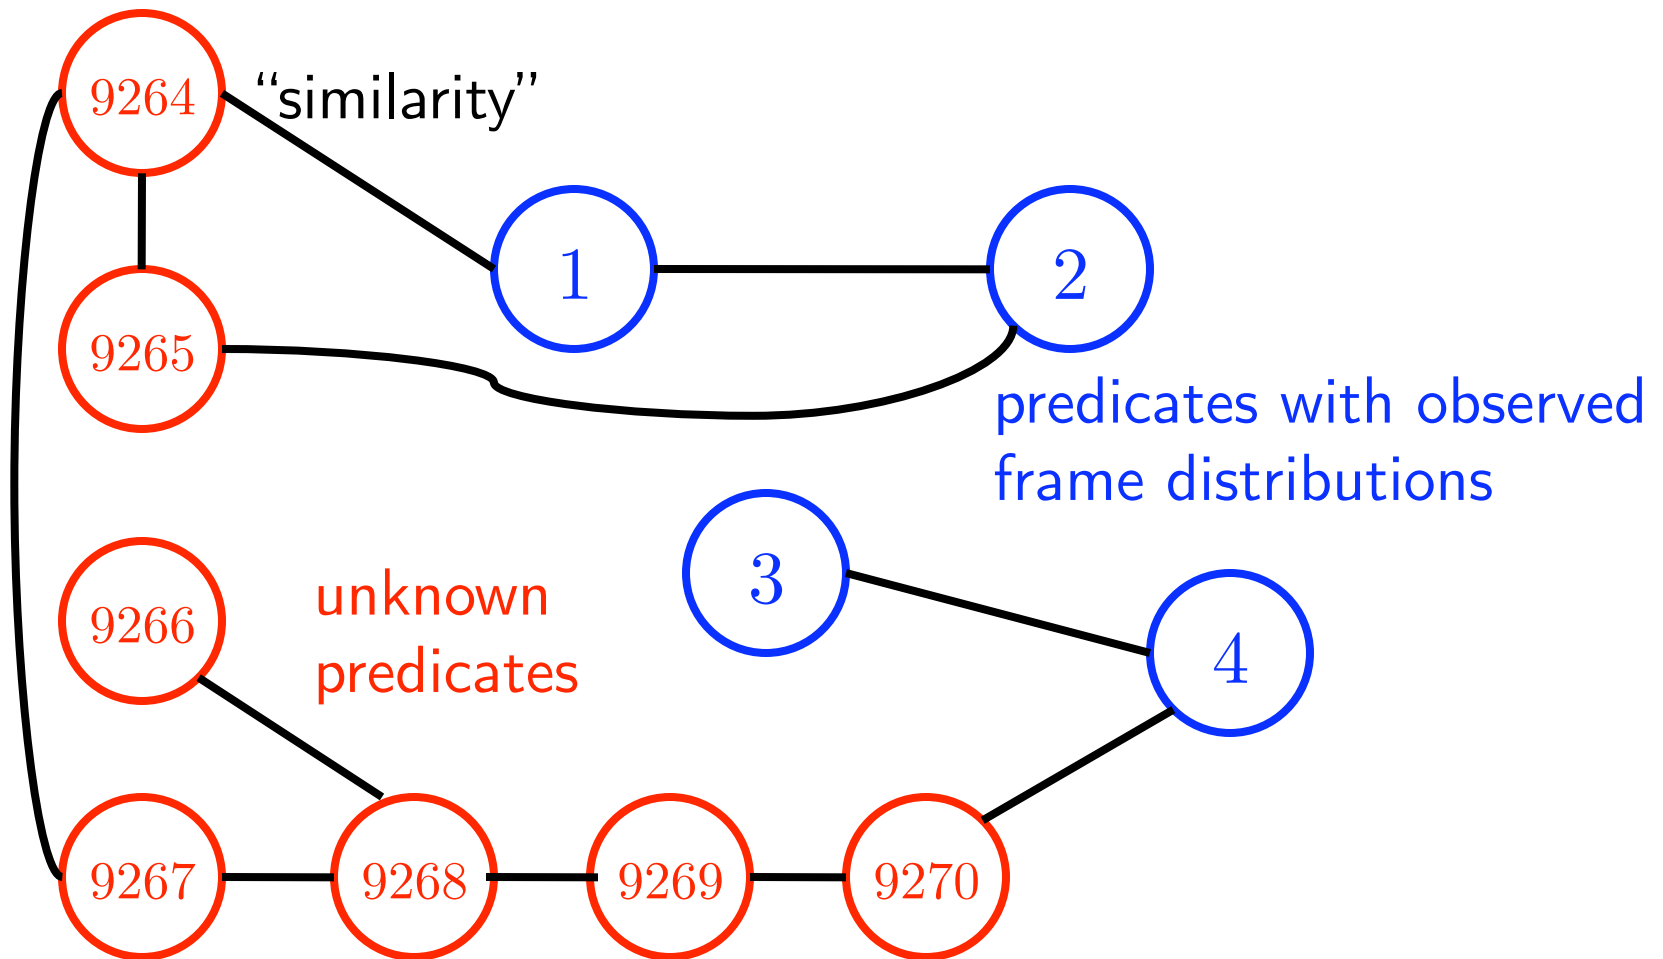 9264
“similarity”
1
2
9265
predicates with observed
frame distributions
3
unknown
predicates
9266
4
9267
9268
9269
9270